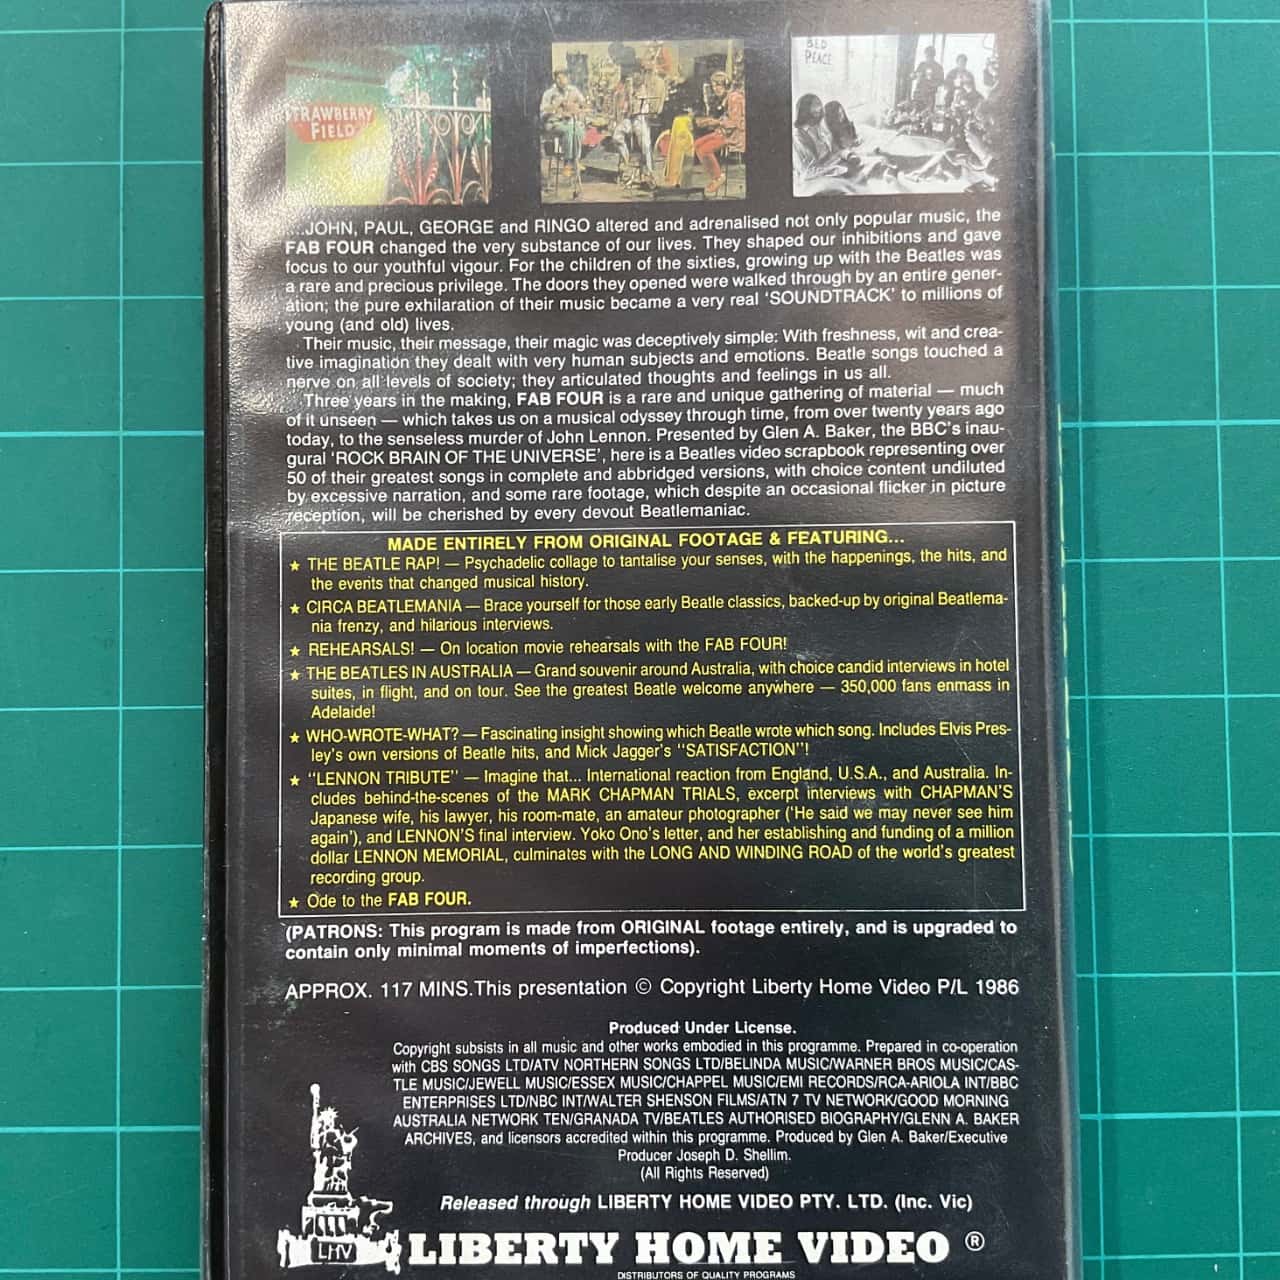 STRAWBERRY
FIELD
BED
PEACE
...JOHN, PAUL, GEORGE and RINGO altered and adrenalised not only popular music, the
FAB FOUR changed the very substance of our lives. They shaped our inhibitions and gave
focus to our youthful vigour. For the children of the sixties, growing up with the Beatles was
a rare and precious privilege. The doors they opened were walked through by an entire gener-
ation; the pure exhilaration of their music became a very real 'SOUNDTRACK' to millions of
young (and old) lives.
Their music, their message, their magic was deceptively simple: With freshness, wit and crea-
tive imagination they dealt with very human subjects and emotions. Beatle songs touched a
nerve on all levels of society; they articulated thoughts and feelings in us all.
Three years in the making, FAB FOUR is a rare and unique gathering of material — much
of it unseen — which takes us on a musical odyssey through time, from over twenty years ago
today, to the senseless murder of John Lennon. Presented by Glen A. Baker, the BBC's inau-
gural 'ROCK BRAIN OF THE UNIVERSE', here is a Beatles video scrapbook representing over
50 of their greatest songs in complete and abbridged versions, with choice content undiluted
by excessive narration, and some rare footage, which despite an occasional flicker in picture
reception, will be cherished by every devout Beatlemaniac.
MADE ENTIRELY FROM ORIGINAL FOOTAGE & FEATURING...
★ THE BEATLE RAP! — Psychadelic collage to tantalise your senses, with the happenings, the hits, and
the events that changed musical history.
★ CIRCA BEATLEMANIA — Brace yourself for those early Beatle classics, backed-up by original Beatlema-
nia frenzy, and hilarious interviews.
★ REHEARSALS! — On location movie rehearsals with the FAB FOUR!
★ THE BEATLES IN AUSTRALIA — Grand souvenir around Australia, with choice candid interviews in hotel
suites, in flight, and on tour. See the greatest Beatle welcome anywhere — 350,000 fans enmass in
Adelaide!
★ WHO-WROTE-WHAT? — Fascinating insight showing which Beatle wrote which song. Includes Elvis Pres-
ley's own versions of Beatle hits, and Mick Jagger's "SATISFACTION"!
★ "LENNON TRIBUTE" — Imagine that... International reaction from England, U.S.A., and Australia. In-
cludes behind-the-scenes of the MARK CHAPMAN TRIALS, excerpt interviews with CHAPMAN'S
Japanese wife, his lawyer, his room-mate, an amateur photographer ('He said we may never see him
again'), and LENNON'S final interview. Yoko Ono's letter, and her establishing and funding of a million
dollar LENNON MEMORIAL, culminates with the LONG AND WINDING ROAD of the world's greatest
recording group.
★ Ode to the FAB FOUR.
(PATRONS: This program is made from ORIGINAL footage entirely, and is upgraded to
contain only minimal moments of imperfections).
APPROX. 117 MINS. This presentation © Copyright Liberty Home Video P/L 1986
Produced Under License.
Copyright subsists in all music and other works embodied in this programme. Prepared in co-operation
with CBS SONGS LTD/ATV NORTHERN SONGS LTD/BELINDA MUSIC/WARNER BROS MUSIC/CAS-
TLE MUSIC/JEWELL MUSIC/ESSEX MUSIC/CHAPPEL MUSIC/EMI RECORDS/RCA-ARIOLA INT/BBC
ENTERPRISES LTD/NBC INT/WALTER SHENSON FILMS/ATN 7 TV NETWORK/GOOD MORNING
AUSTRALIA NETWORK TEN/GRANADA TV/BEATLES AUTHORISED BIOGRAPHY/GLENN A. BAKER
ARCHIVES, and licensors accredited within this programme. Produced by Glen A. Baker/Executive
Producer Joseph D. Shellim.
(All Rights Reserved)
Released through LIBERTY HOME VIDEO PTY. LTD. (Inc. Vic)
LHV
LIBERTY HOME VIDEO ®
DISTRIBUTORS OF QUALITY PROGRAMS